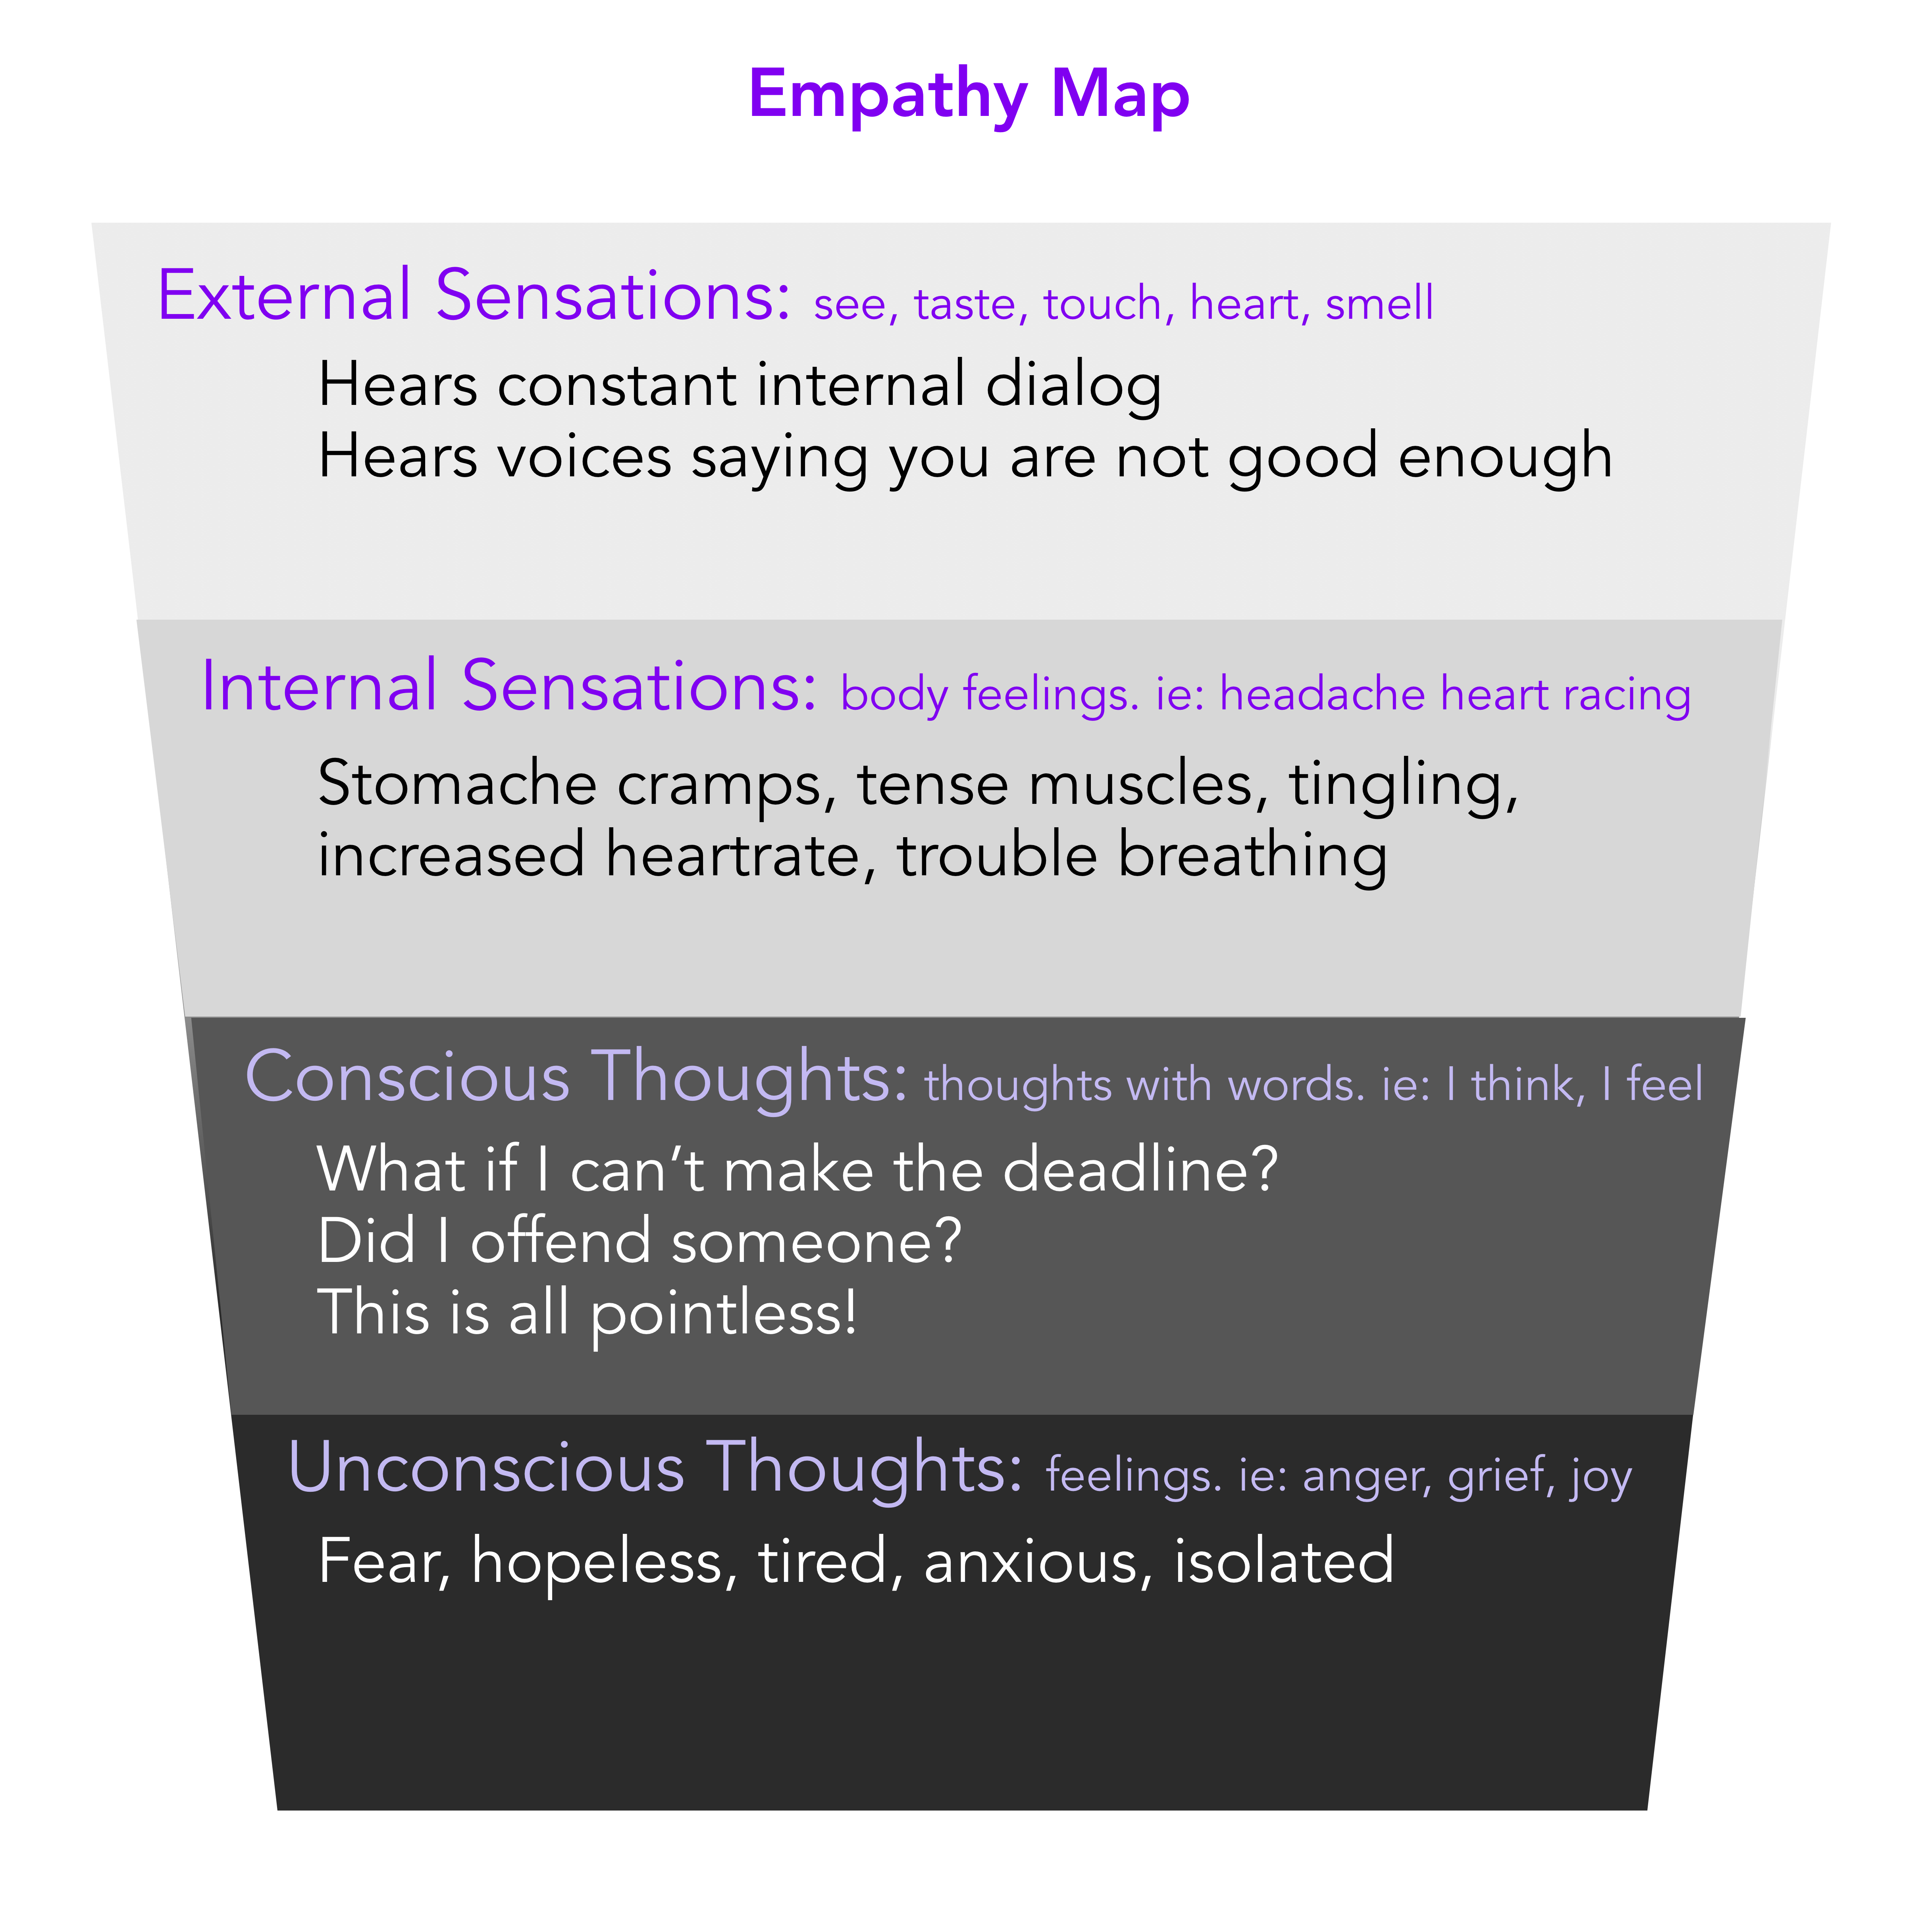 Empathy Map
External Sensations: see, taste, touch, heart, smell
Hears constant internal dialog
Hears voices saying you are not good enough
Internal Sensations: body feelings. ie: headache heart racing
Stomache cramps, tense muscles, tingling,
increased heartrate, trouble breathing
Conscious Thoughts: thoughts with words. ie: I think, I feel
What if I can’t make the deadline?
Did I offend someone?
This is all pointless!
Unconscious Thoughts: feelings. ie: anger, grief, joy
Fear, hopeless, tired, anxious, isolated